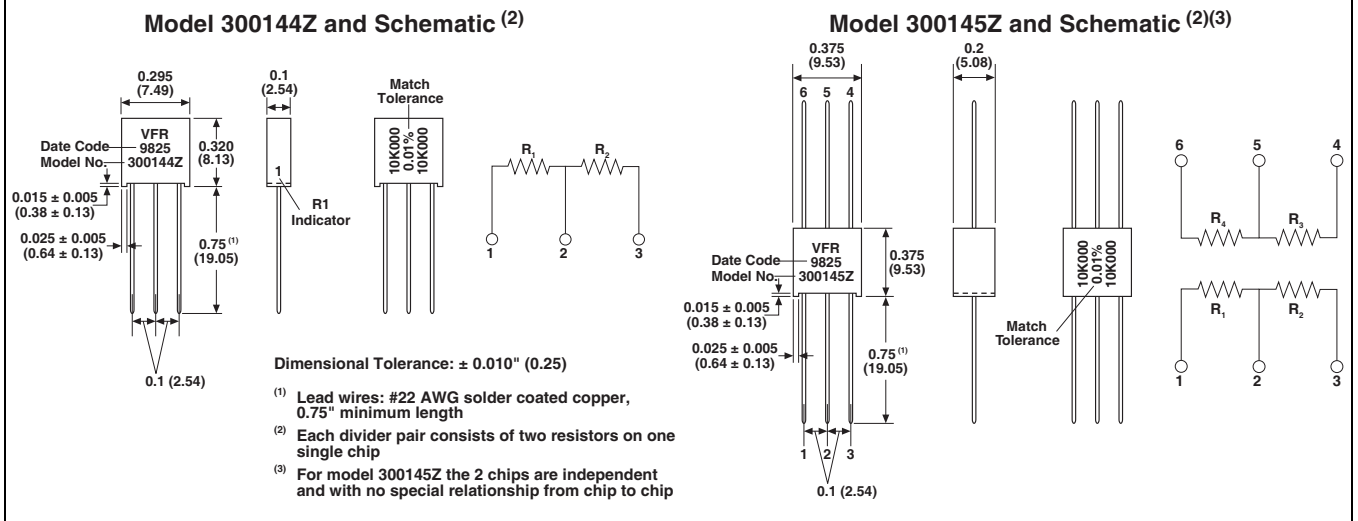 Model 300144Z and Schematic (2)
0.295
(7.49)
0.1
(2.54)
Match
Tolerance
Date Code
Model No.
VFR
9825
300144Z
0.320
(8.13)
1
10K000
0.01%
10K000
R1
Indicator
0.015 ± 0.005
(0.38 ± 0.13)
0.025 ± 0.005
(0.64 ± 0.13)
0.75 (1)
(19.05)
0.1 (2.54)
R1
R2
1
2
3
Dimensional Tolerance: ± 0.010" (0.25)
(1) Lead wires: #22 AWG solder coated copper,
0.75" minimum length
(2) Each divider pair consists of two resistors on one
single chip
(3) For model 300145Z the 2 chips are independent
and with no special relationship from chip to chip
Model 300145Z and Schematic (2)(3)
0.375
(9.53)
0.2
(5.08)
6 5 4
Date Code
Model No.
VFR
9825
300145Z
0.375
(9.53)
10K000
0.01%
10K000
Match
Tolerance
0.015 ± 0.005
(0.38 ± 0.13)
0.025 ± 0.005
(0.64 ± 0.13)
0.75 (1)
(19.05)
1 2 3
0.1 (2.54)
6
5
4
R4
R3
R1
R2
1
2
3